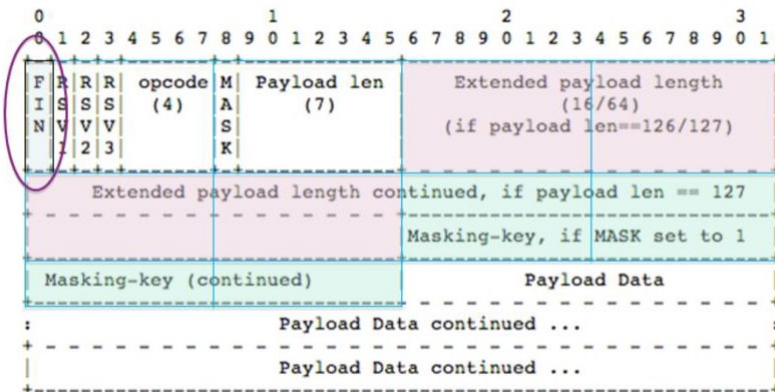 0 1 2 3
0 1 2 3 4 5 6 7 8 9 0 1 2 3 4 5 6 7 8 9 0 1 2 3 4 5 6 7 8 9 0 1
F R R R opcode M Payload len Extended payload length
I S S S (4) A (7) (16/64)
N V V V S (if payload len==126/127)
1 2 3 K
Extended payload length continued, if payload len == 127
Masking-key, if MASK set to 1
Masking-key (continued) Payload Data
: Payload Data continued ... :
Payload Data continued ...